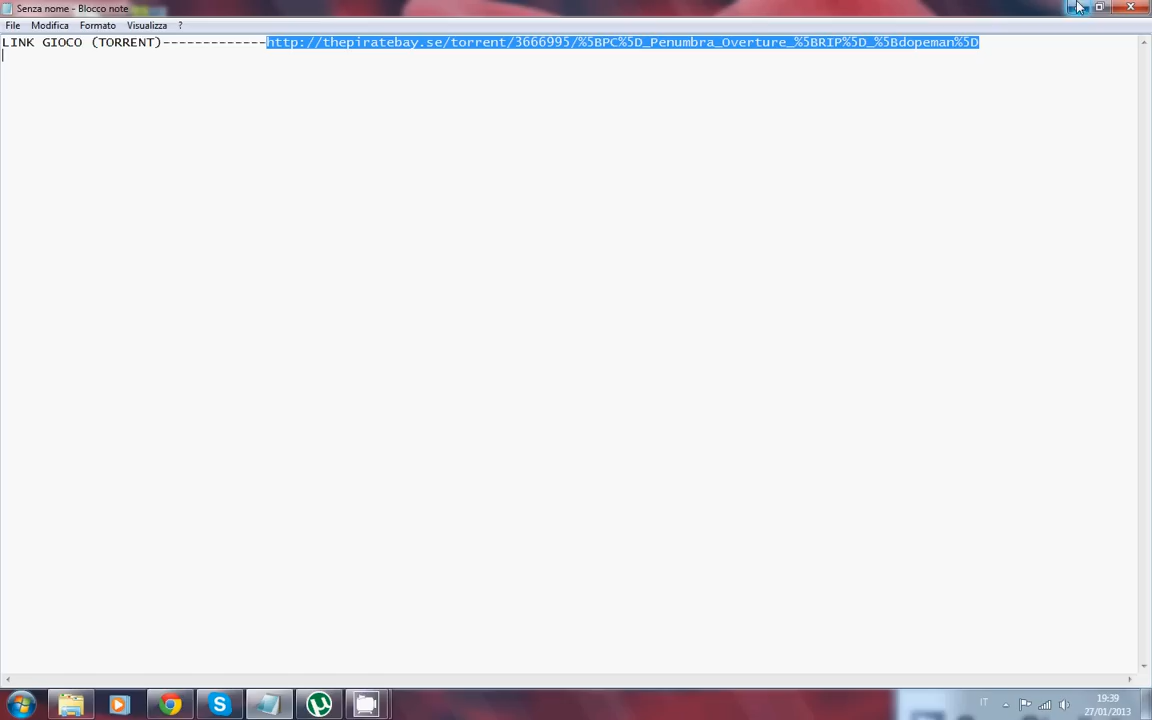 Senza nome - Blocco note
File Modifica Formato Visualizza ?
LINK GIOCO (TORRENT)-------------http://thepiratebay.se/torrent/3666995/%5BPC%5D_Penumbra_Overture_%5BRIP%5D_%5Bdopeman%5D
IT
19:39
27/01/2013